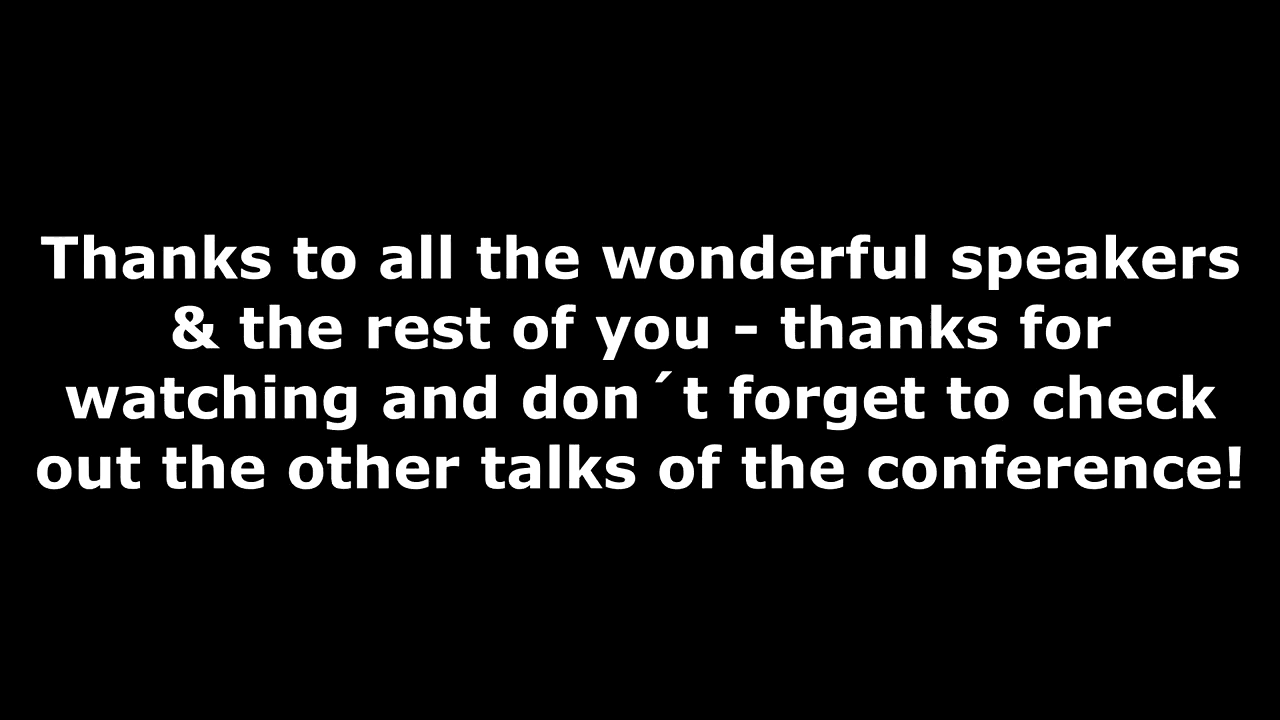 Thanks to all the wonderful speakers
& the rest of you - thanks for
watching and don´t forget to check
out the other talks of the conference!